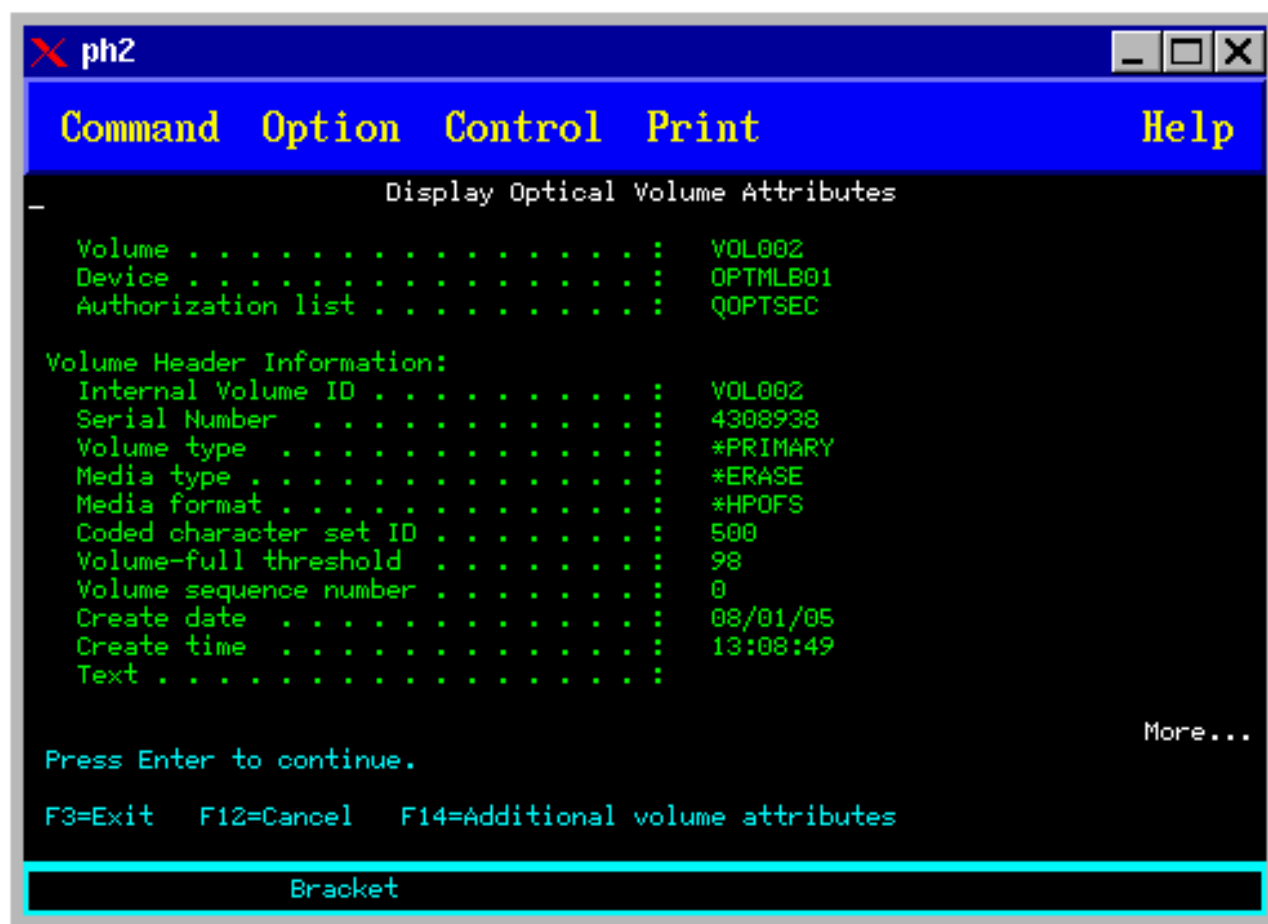 ph2
Command Option Control Print Help
Display Optical Volume Attributes
Volume . . . . . . . . . . . . . . . : VOL002
Device . . . . . . . . . . . . . . . : OPTMLB01
Authorization list . . . . . . . . . : QOPTSEC
Volume Header Information:
Internal Volume ID . . . . . . . . . : VOL002
Serial Number . . . . . . . . . . . : 4308938
Volume type . . . . . . . . . . . . : *PRIMARY
Media type . . . . . . . . . . . . . : *ERASE
Media format . . . . . . . . . . . . : *HPOFS
Coded character set ID . . . . . . . : 500
Volume-full threshold . . . . . . . : 98
Volume sequence number . . . . . . . : 0
Create date . . . . . . . . . . . . : 08/01/05
Create time . . . . . . . . . . . . : 13:08:49
Text . . . . . . . . . . . . . . . . :
More...
Press Enter to continue.
F3=Exit F12=Cancel F14=Additional volume attributes
Bracket